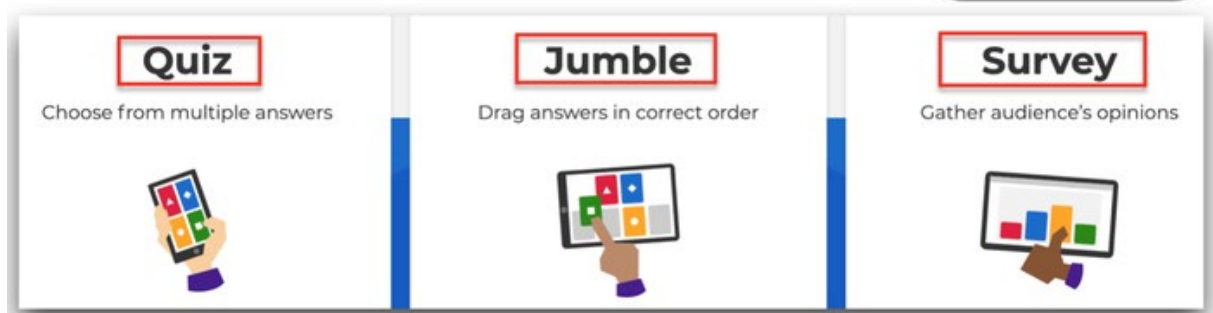 Quiz
Choose from multiple answers
Jumble
Drag answers in correct order
Survey
Gather audience's opinions